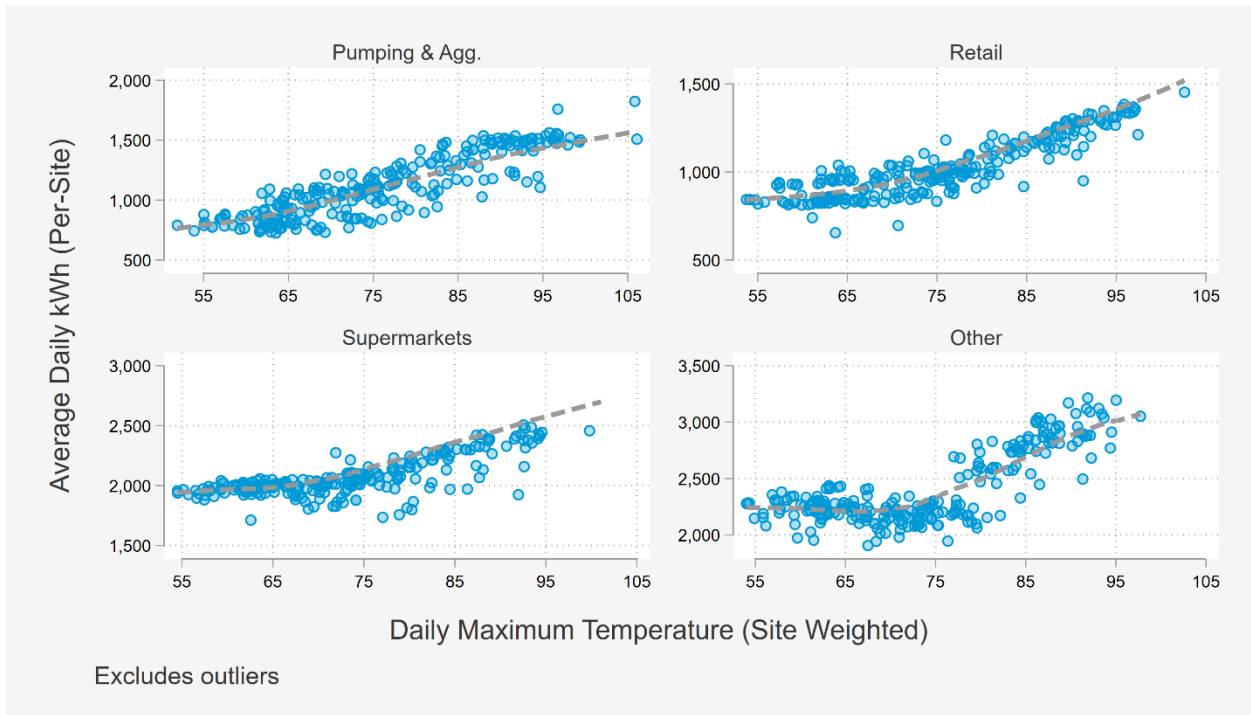 Pumping & Agg.
Retail
2,000
1,500
1,000
500
55 65 75 85 95 105
1,500
1,000
500
55 65 75 85 95 105
Average Daily kWh (Per-Site)
Supermarkets
Other
3,000
2,500
2,000
1,500
55 65 75 85 95 105
3,500
3,000
2,500
2,000
55 65 75 85 95 105
Daily Maximum Temperature (Site Weighted)
Excludes outliers